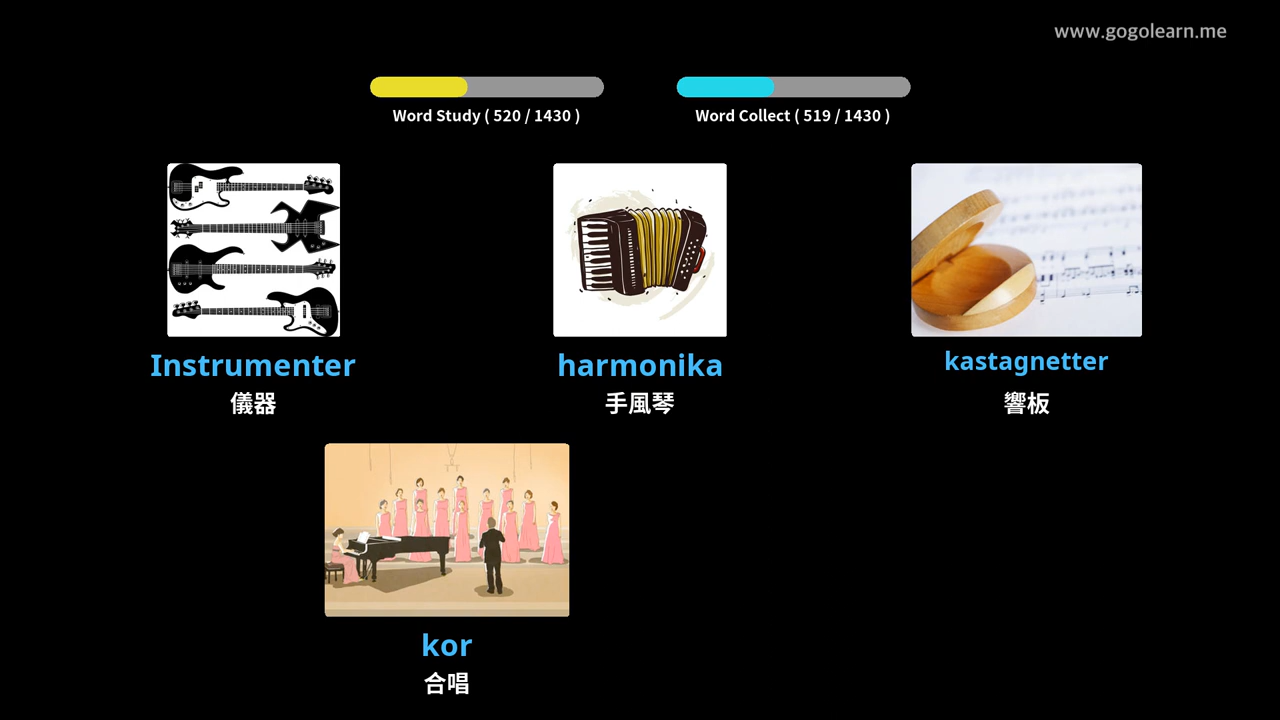 www.gogolearn.me
Word Study ( 520 / 1430 )
Word Collect ( 519 / 1430 )
Instrumenter
儀器
harmonika
手風琴
kastagnetter
響板
kor
合唱